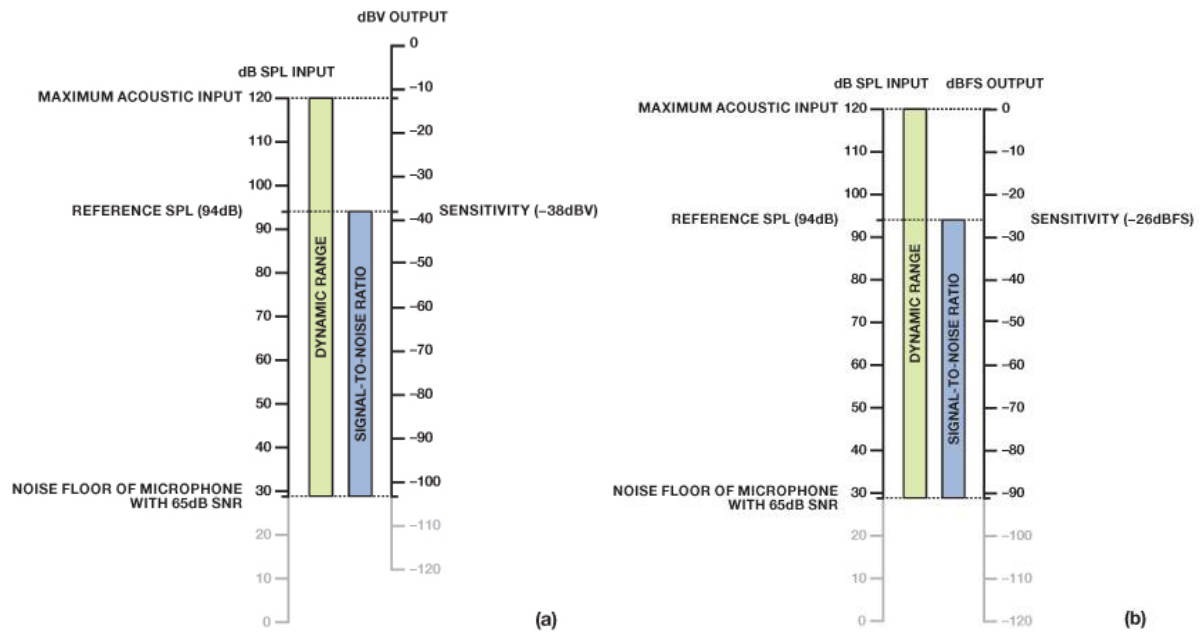 dBV OUTPUT
0
dB SPL INPUT
MAXIMUM ACOUSTIC INPUT 120
–10
110
–20
100
–30
REFERENCE SPL (94dB)
SENSITIVITY (–38dBV)
–40
90
–50
80
–60
70
60
–70
50
–80
40
–90
30
–100
NOISE FLOOR OF MICROPHONE
WITH 65dB SNR
–110
20
–120
10
0
DYNAMIC RANGE
SIGNAL-TO-NOISE RATIO
(a)
dB SPL INPUT dBFS OUTPUT
MAXIMUM ACOUSTIC INPUT 120 0
110 –10
100 –20
REFERENCE SPL (94dB)
SENSITIVITY (–26dBFS)
90 –30
80 –40
70 –50
60 –60
50 –70
40 –80
30 –90
NOISE FLOOR OF MICROPHONE
WITH 65dB SNR
20 –100
10 –110
0 –120
DYNAMIC RANGE
SIGNAL-TO-NOISE RATIO
(b)